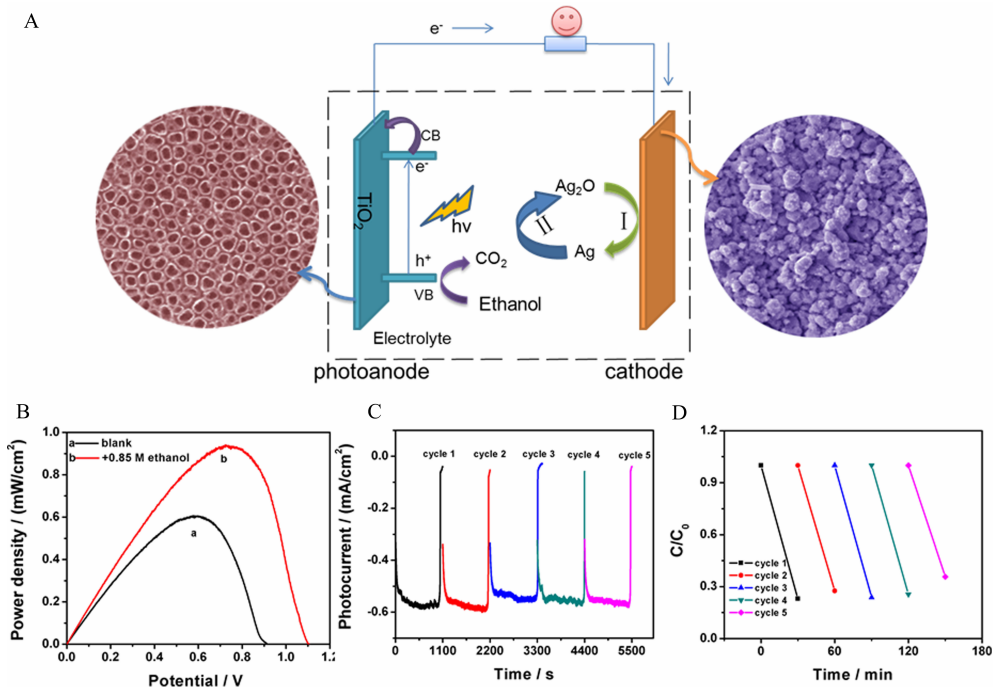 A
e-
CB
e-
TiO2
hν
h+
VB
CO2
Ethanol
Ag2O
I
II
Ag
Electrolyte
photoanode
cathode
B
Power density / (mW/cm2)
1.0
0.8
0.6
0.4
0.2
0.0
a blank
b +0.85 M ethanol
b
a
0.0 0.2 0.4 0.6 0.8 1.0 1.2
Potential / V
C
Photocurrent / (mA/cm2)
0.0
-0.2
-0.4
-0.6
cycle 1 cycle 2 cycle 3 cycle 4 cycle 5
0 1100 2200 3300 4400 5500
Time / s
D
C/C0
1.2
0.9
0.6
0.3
0.0
cycle 1
cycle 2
cycle 3
cycle 4
cycle 5
0 60 120 180
Time / min